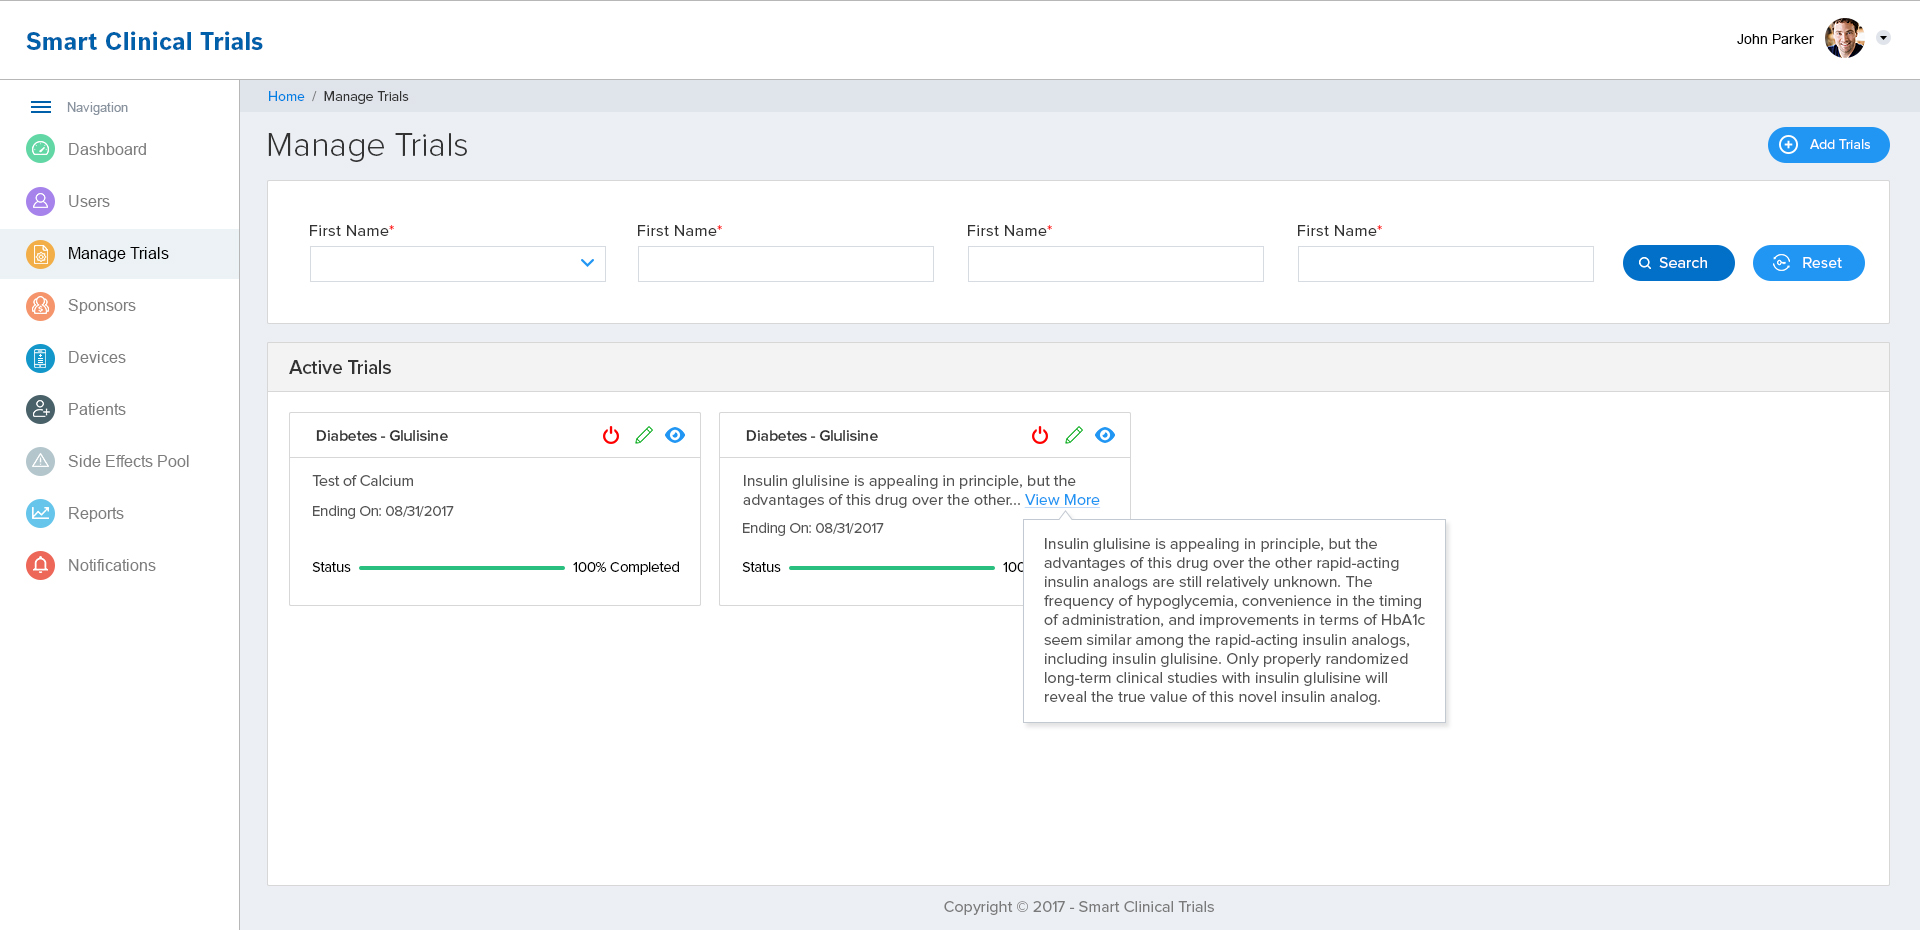 Smart Clinical Trials
John Parker
Navigation
Dashboard
Users
Manage Trials
Sponsors
Devices
Patients
Side Effects Pool
Reports
Notifications
Home / Manage Trials
Manage Trials
Add Trials
First Name*
First Name*
First Name*
First Name*
Search
Reset
Active Trials
Diabetes - Glulisine
Test of Calcium
Ending On: 08/31/2017
Status 100% Completed
Diabetes - Glulisine
Insulin glulisine is appealing in principle, but the
advantages of this drug over the other... View More
Ending On: 08/31/2017
Status 100
Insulin glulisine is appealing in principle, but the
advantages of this drug over the other rapid-acting
insulin analogs are still relatively unknown. The
frequency of hypoglycemia, convenience in the timing
of administration, and improvements in terms of HbA1c
seem similar among the rapid-acting insulin analogs,
including insulin glulisine. Only properly randomized
long-term clinical studies with insulin glulisine will
reveal the true value of this novel insulin analog.
Copyright © 2017 - Smart Clinical Trials